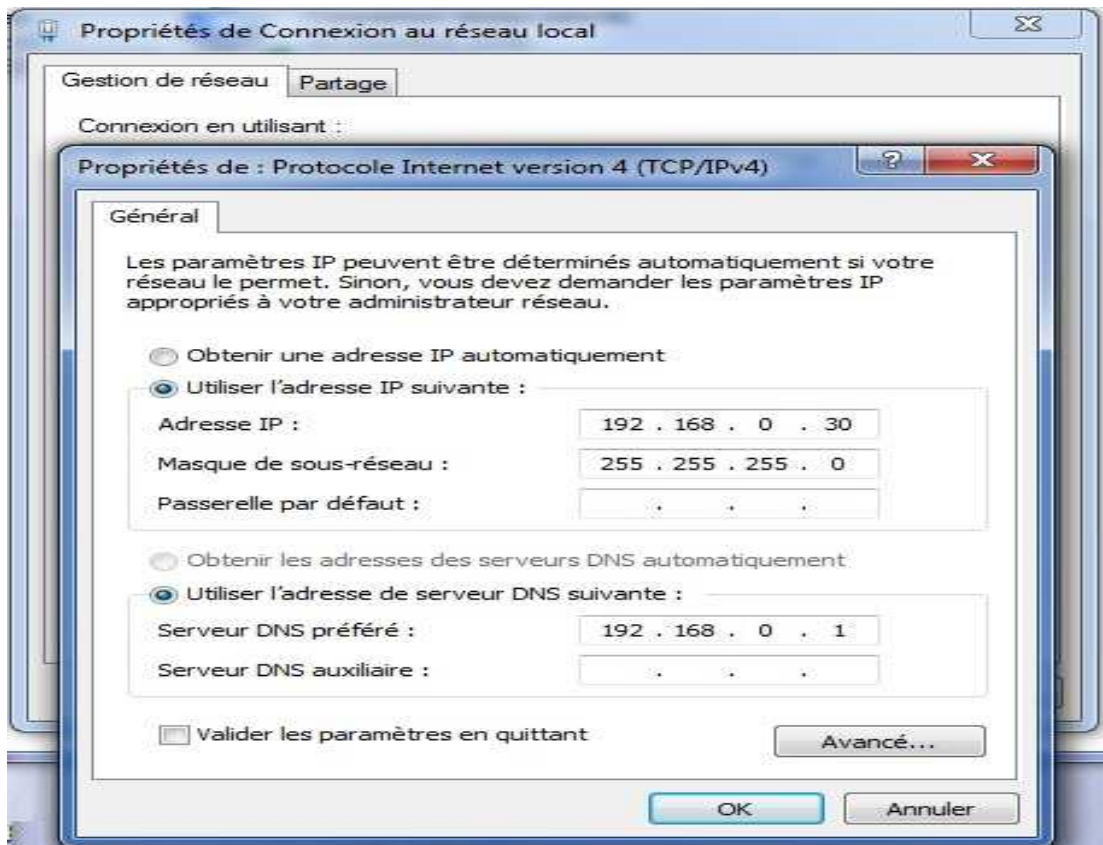 Propriétés de Connexion au réseau local
Gestion de réseau
Partage
Connexion en utilisant :
Propriétés de : Protocole Internet version 4 (TCP/IPv4)
Général
Les paramètres IP peuvent être déterminés automatiquement si votre
réseau le permet. Sinon, vous devez demander les paramètres IP
appropriés à votre administrateur réseau.
Obtenir une adresse IP automatiquement
Utiliser l'adresse IP suivante :
Adresse IP : 192 . 168 . 0 . 30
Masque de sous-réseau : 255 . 255 . 255 . 0
Passerelle par défaut : . . .
Obtenir les adresses des serveurs DNS automatiquement
Utiliser l'adresse de serveur DNS suivante :
Serveur DNS préféré : 192 . 168 . 0 . 1
Serveur DNS auxiliaire : . . .
Valider les paramètres en quittant
Avancé...
OK
Annuler